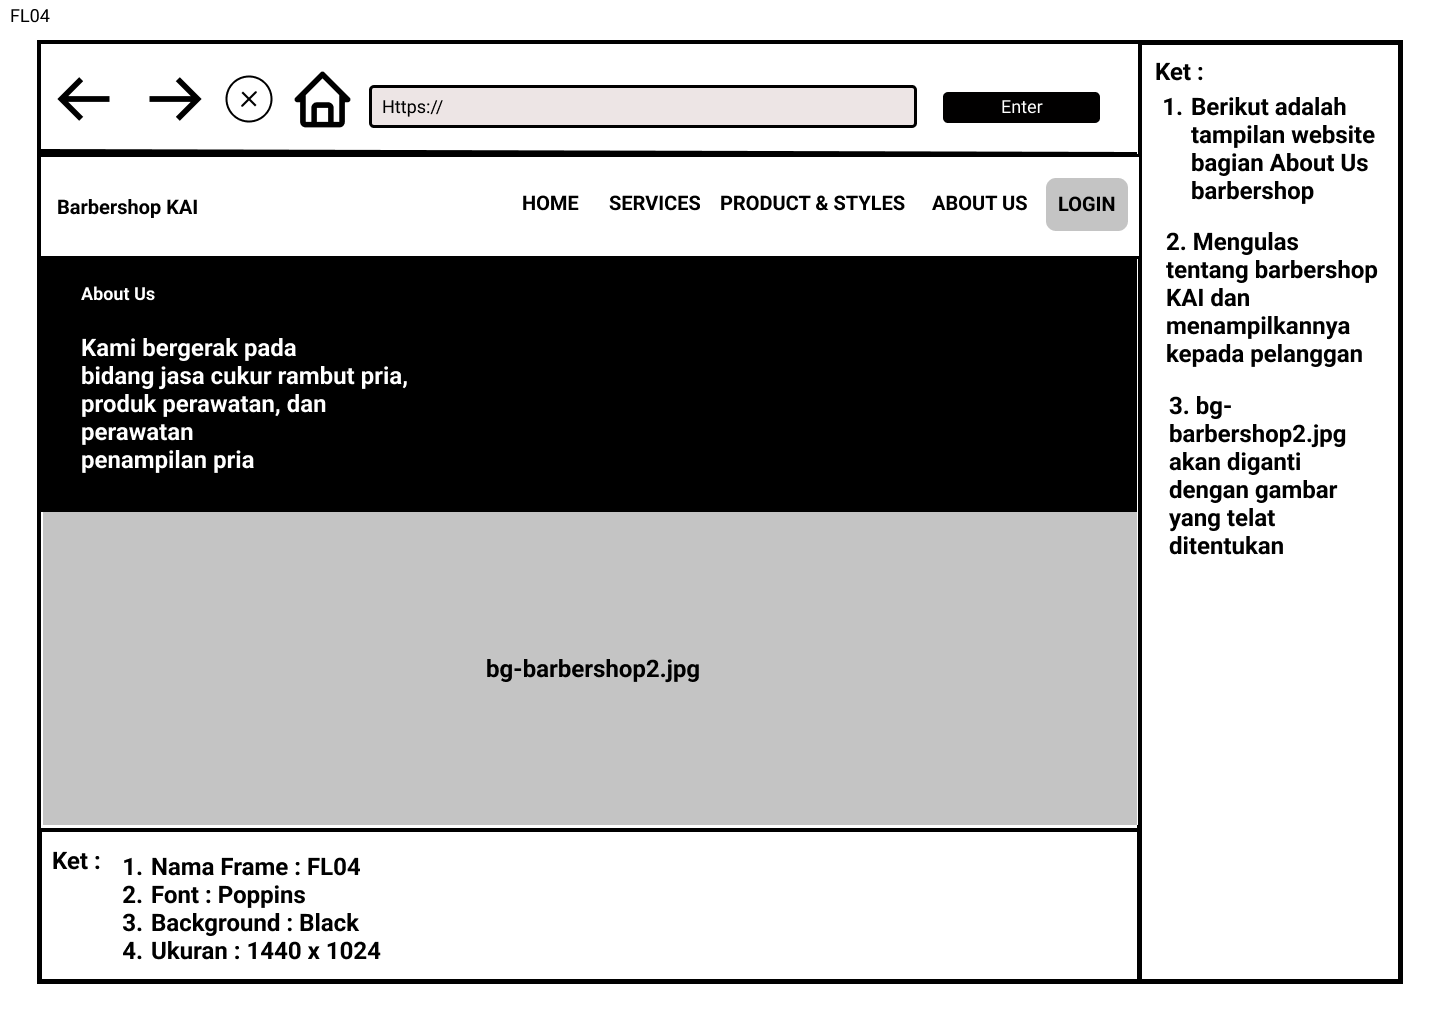 FL04
Https://
Enter
Barbershop KAI
HOME
SERVICES
PRODUCT & STYLES
ABOUT US
LOGIN
About Us
Kami bergerak pada
bidang jasa cukur rambut pria,
produk perawatan, dan
perawatan
penampilan pria
bg-barbershop2.jpg
Ket :
1. Nama Frame : FL04
2. Font : Poppins
3. Background : Black
4. Ukuran : 1440 x 1024
Ket :
1. Berikut adalah
tampilan website
bagian About Us
barbershop
2. Mengulas
tentang barbershop
KAI dan
menampilkannya
kepada pelanggan
3. bg-
barbershop2.jpg
akan diganti
dengan gambar
yang telat
ditentukan